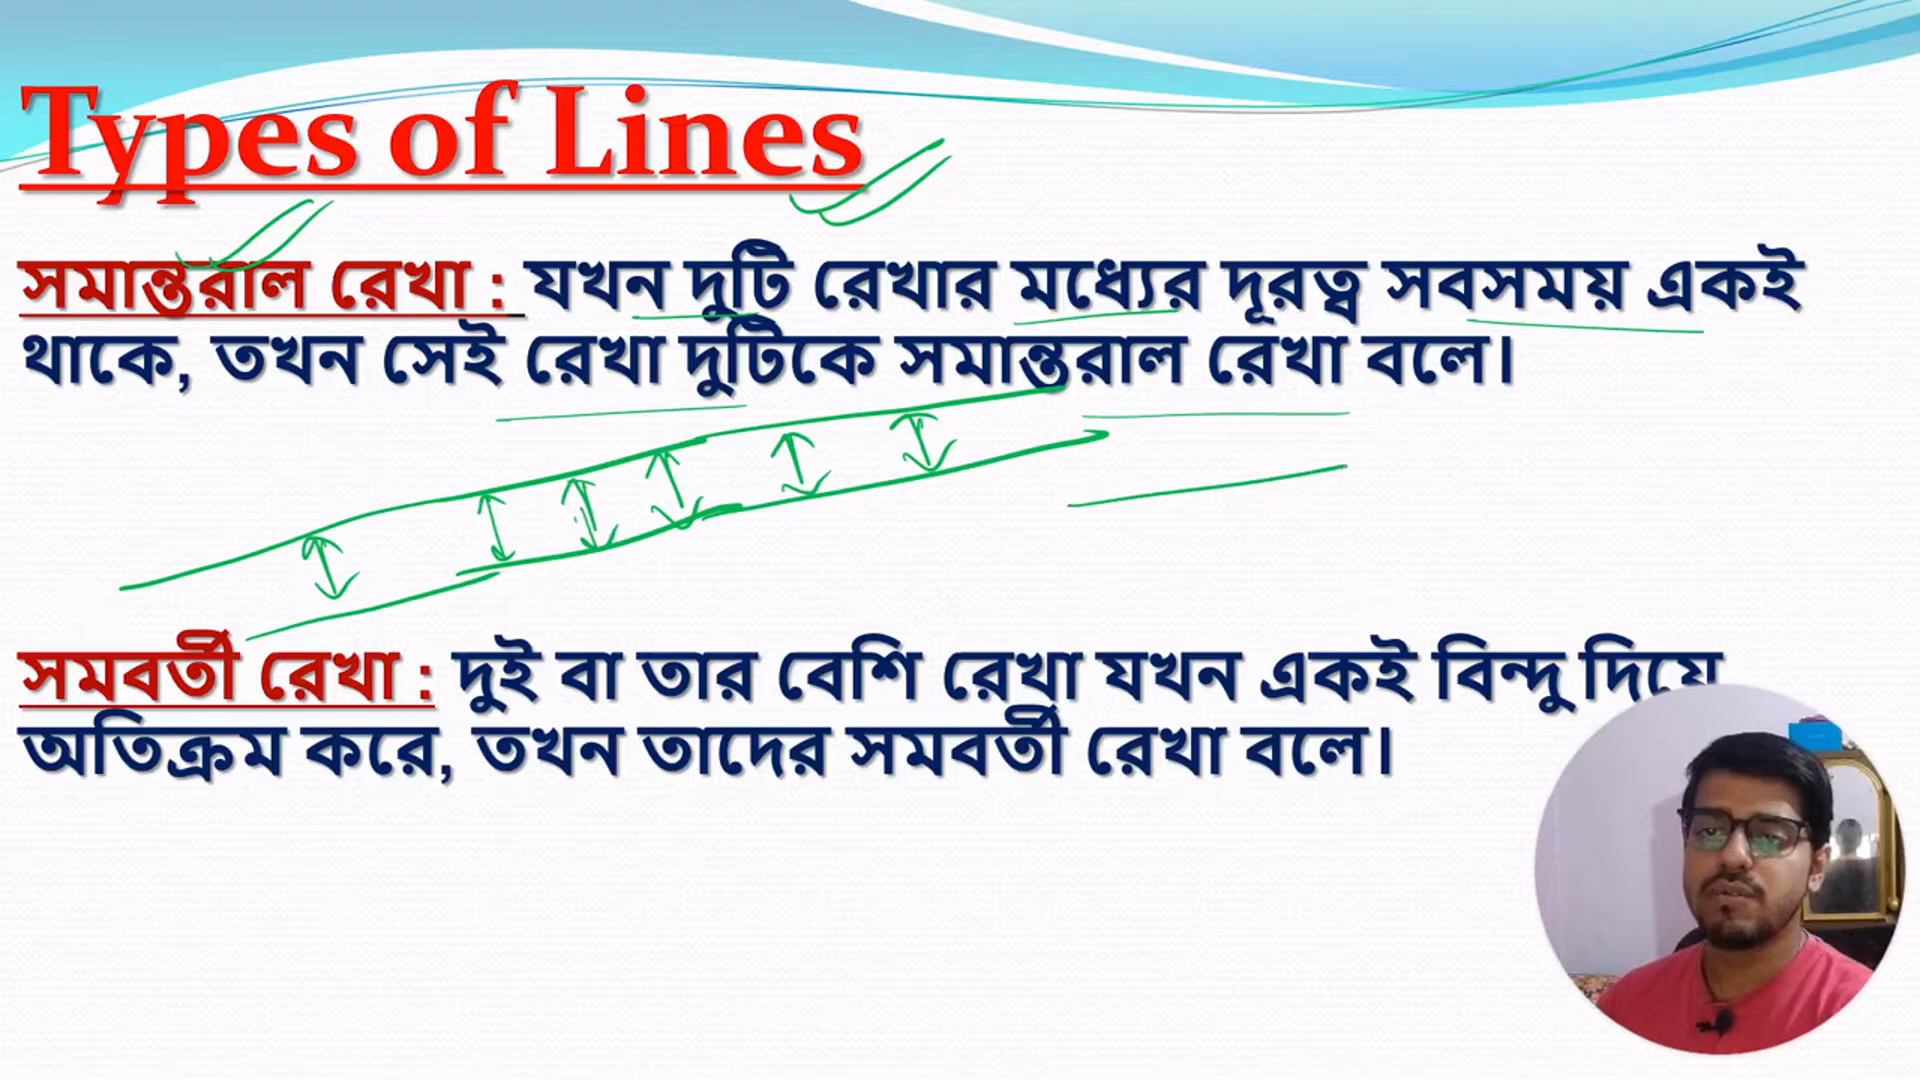 Types of Lines
সমান্তরাল রেখা : যখন দুটি রেখার মধ্যের দূরত্ব সবসময় একই
থাকে, তখন সেই রেখা দুটিকে সমান্তরাল রেখা বলে।
সমবর্তী রেখা : দুই বা তার বেশি রেখা যখন একই বিন্দু দিয়ে
অতিক্রম করে, তখন তাদের সমবর্তী রেখা বলে।